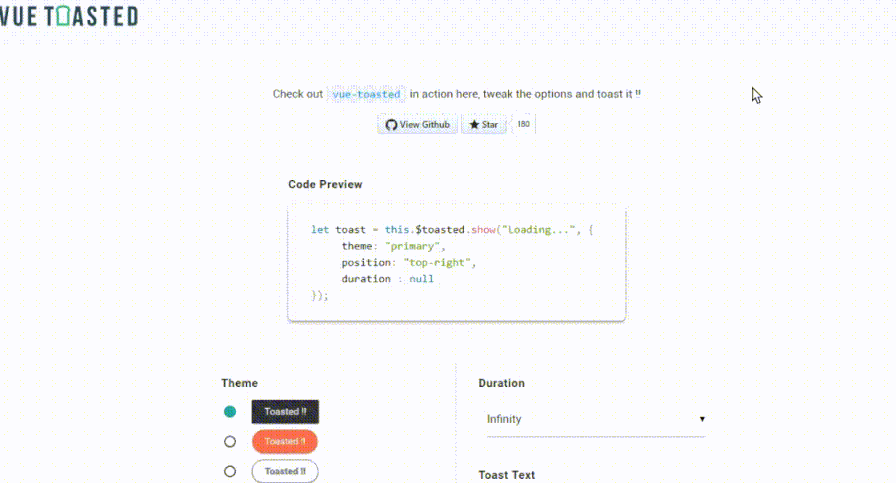 VUE TOASTED
Check out vue-toasted in action here, tweak the options and toast it !!
View Github Star 180
Code Preview
let toast = this.$toasted.show("Loading...", {
theme: "primary",
position: "top-right",
duration : null
});
Theme
Toasted !!
Toasted !!
Toasted !!
Duration
Infinity
Toast Text